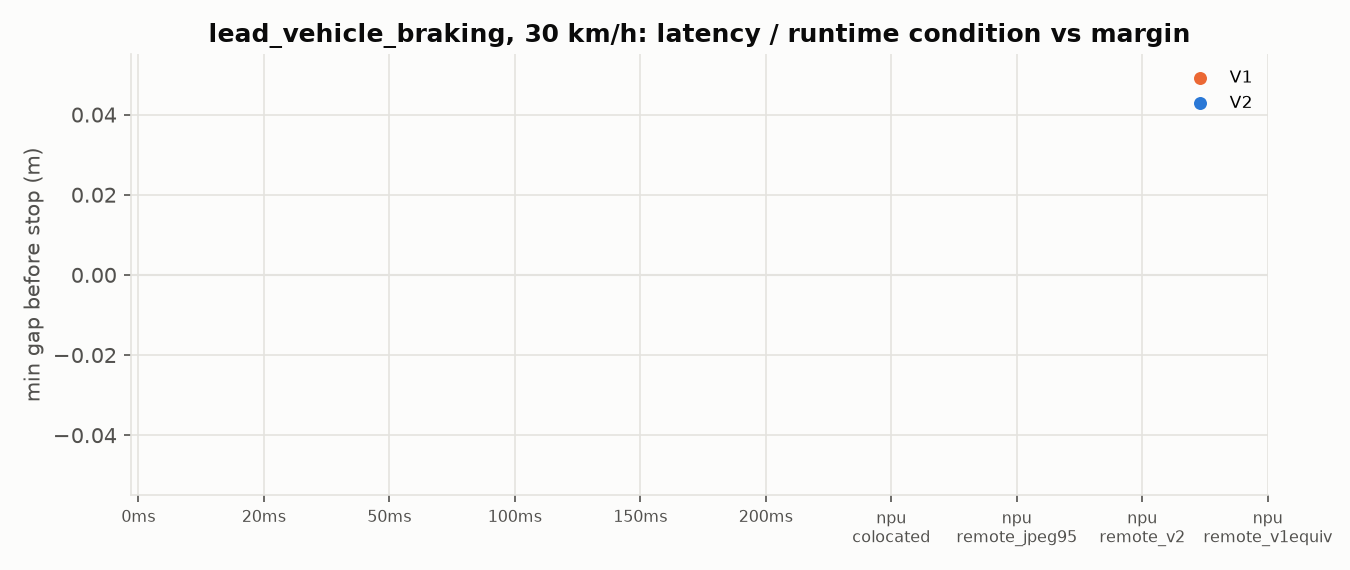 lead_vehicle_braking, 30 km/h: latency / runtime condition vs margin
V1
V2
min gap before stop (m)
0.04
0.02
0.00
−0.02
−0.04
0ms
20ms
50ms
100ms
150ms
200ms
npu
colocated
npu
remote_jpeg95
npu
remote_v2
npu
remote_v1equiv